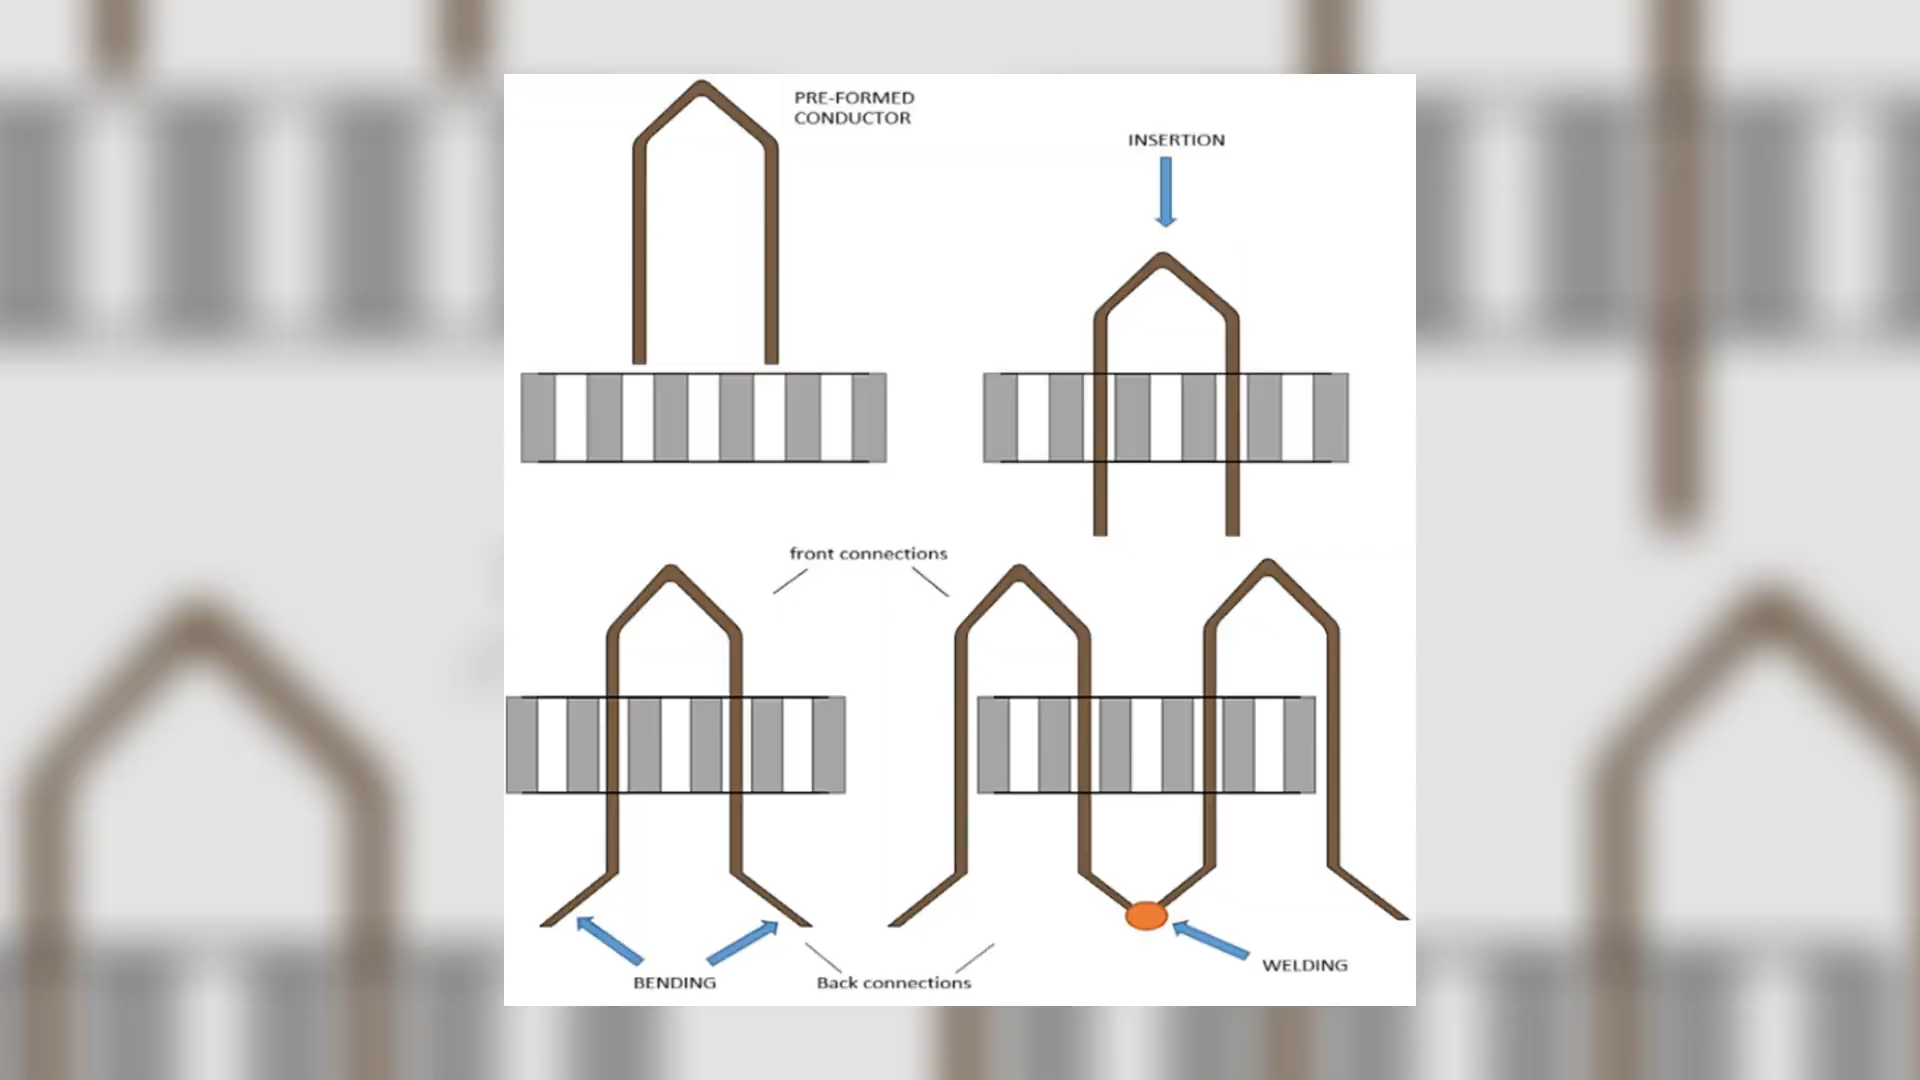 PRE-FORMED
CONDUCTOR
INSERTION
front connections
BENDING
Back connections
WELDING